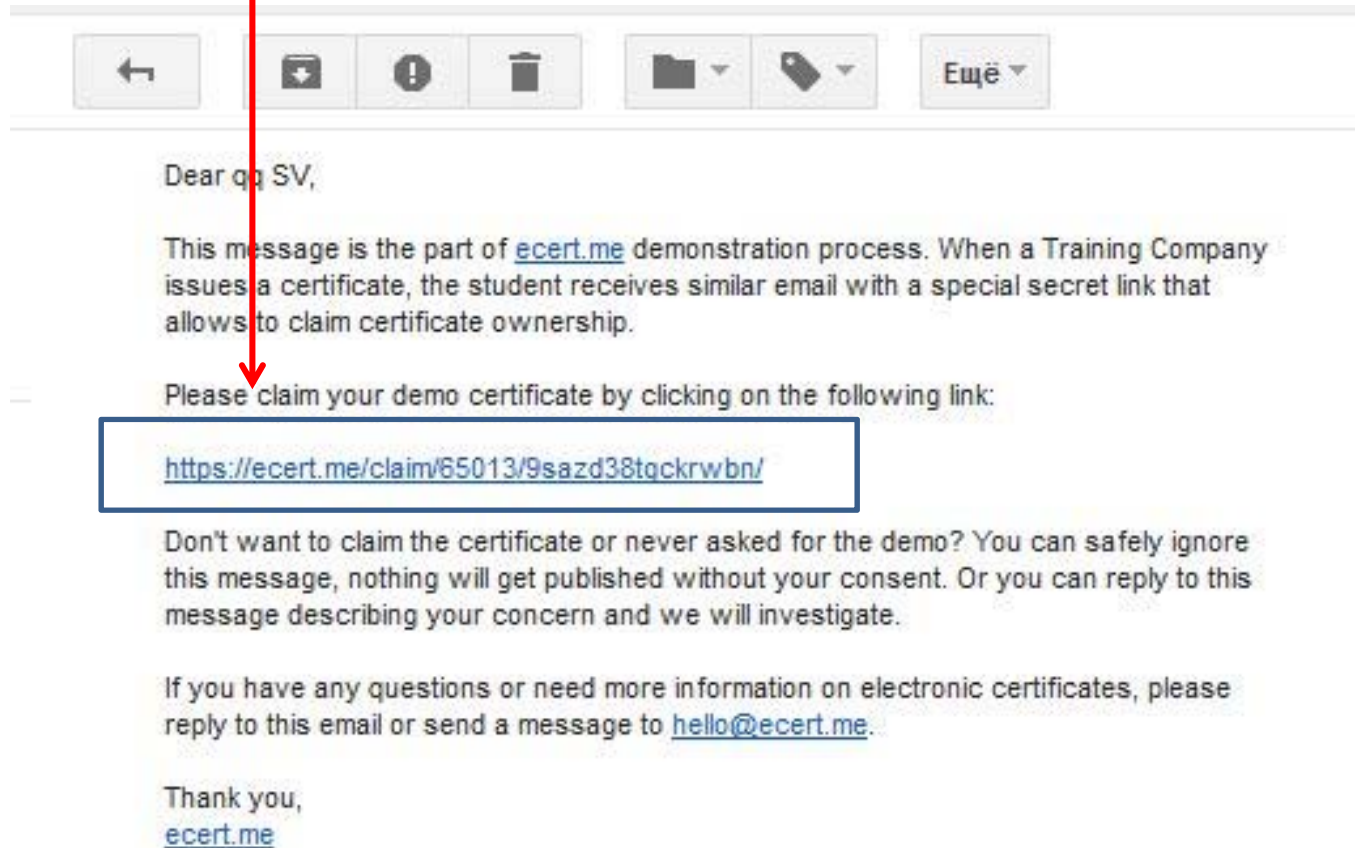 Ещё
Dear qq SV,
This message is the part of ecert.me demonstration process. When a Training Company
issues a certificate, the student receives similar email with a special secret link that
allows to claim certificate ownership.
Please claim your demo certificate by clicking on the following link:
https://ecert.me/claim/65013/9sazd38tqckrwbn/
Don't want to claim the certificate or never asked for the demo? You can safely ignore
this message, nothing will get published without your consent. Or you can reply to this
message describing your concern and we will investigate.
If you have any questions or need more information on electronic certificates, please
reply to this email or send a message to hello@ecert.me.
Thank you,
ecert.me